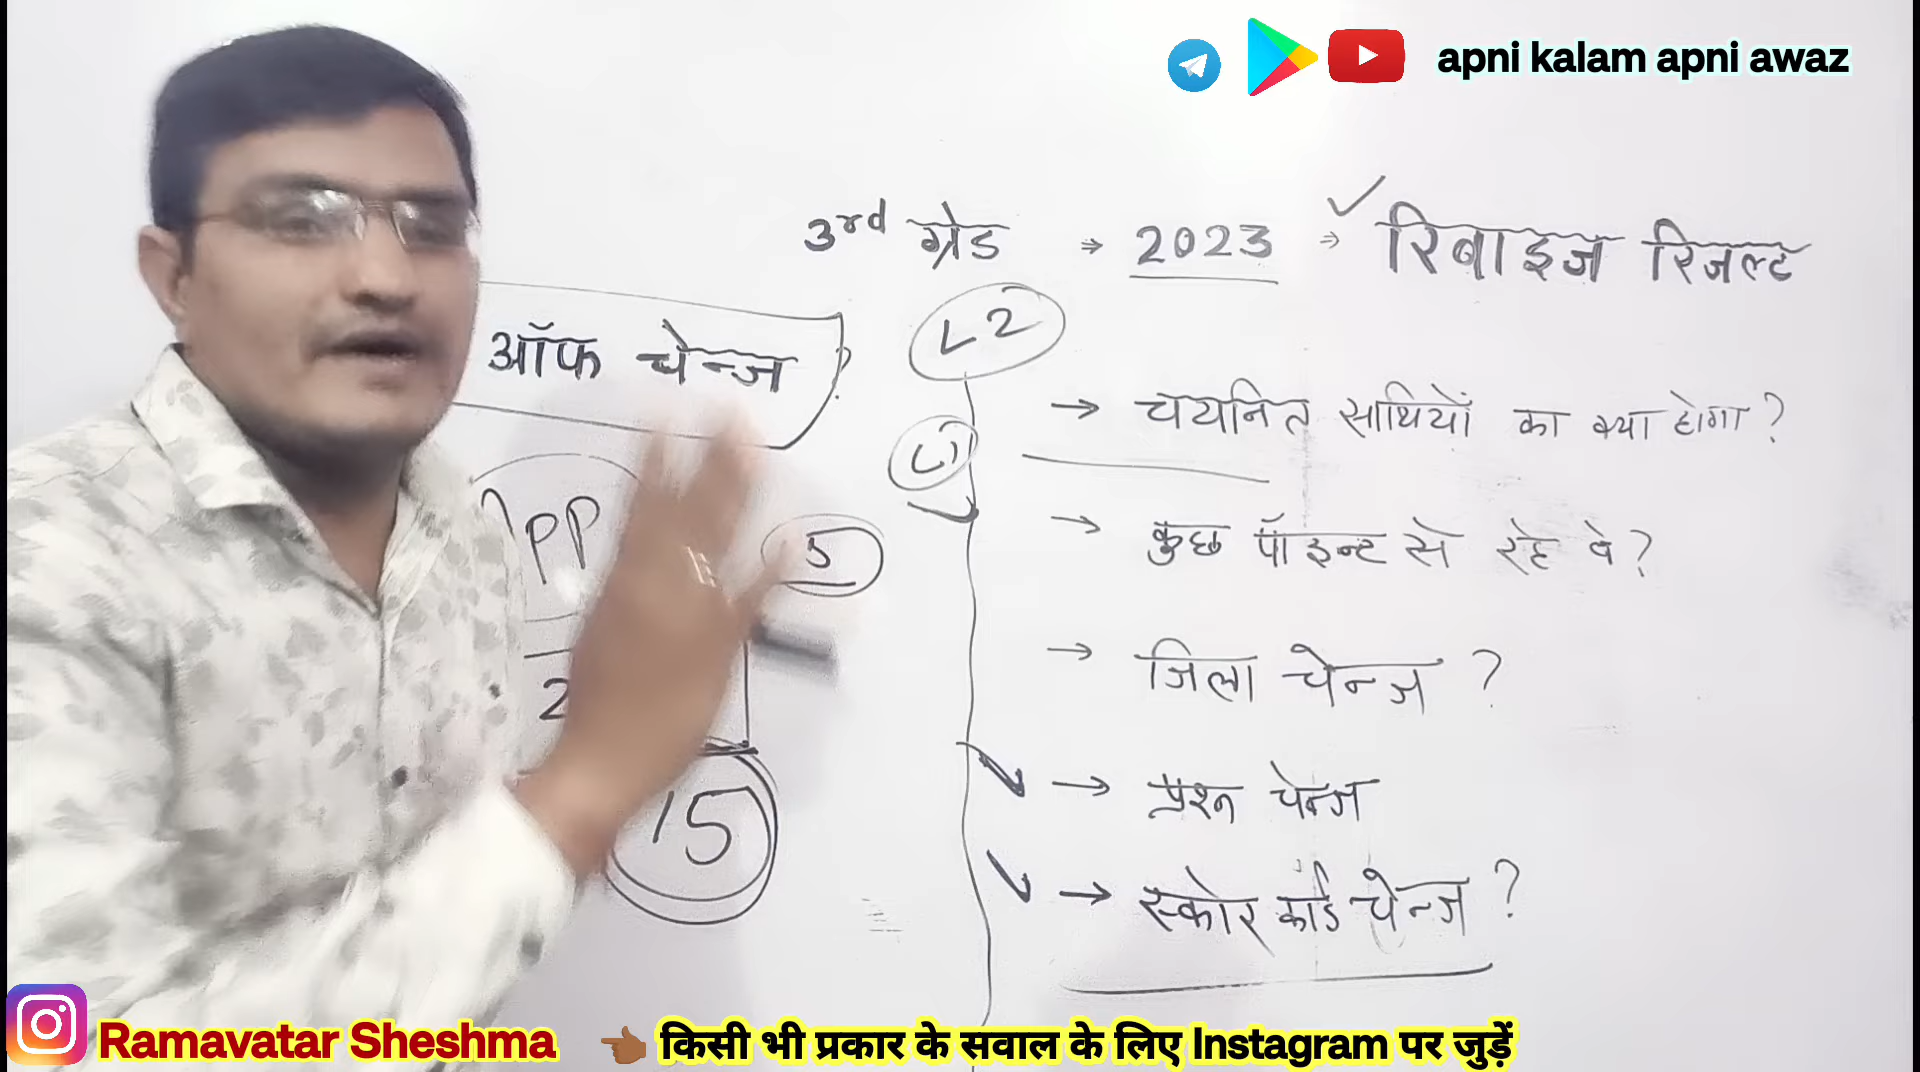 apni kalam apni awaz
3rd ग्रेड ⇒ 2023 ⇒ ✓ रिबाइज रिजल्ट
L2
ऑफ चेन्ज ?
→ चयनित साथियों का क्या होगा?
L1
→ कुछ पॉइन्ट से रहे वे?
App
5
→ जिला चेन्ज ?
2
→ प्रश्न चेन्ज
15
→ स्कोर कार्ड चेन्ज ?
Ramavatar Sheshma
किसी भी प्रकार के सवाल के लिए Instagram पर जुड़ें